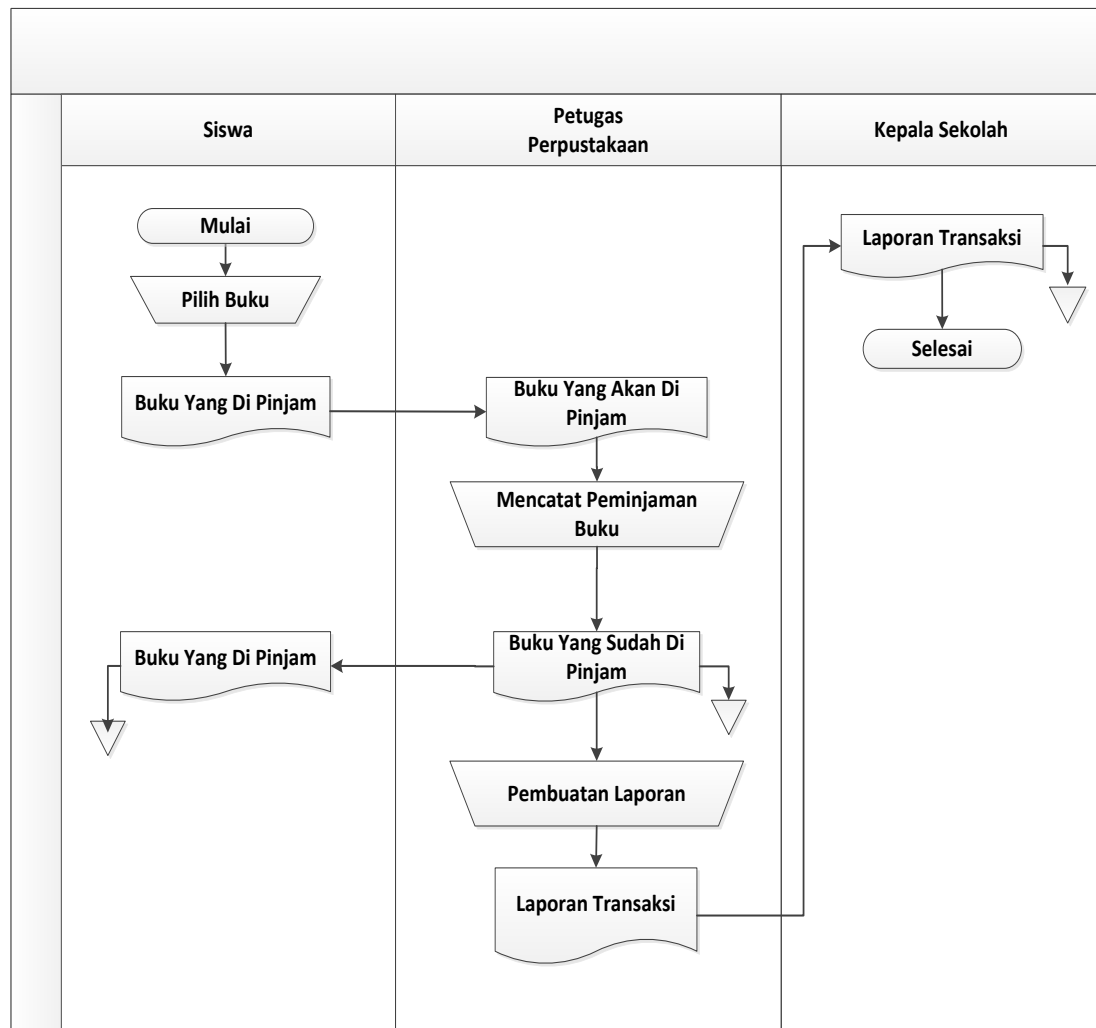 Siswa
Petugas
Perpustakaan
Kepala Sekolah
Mulai
Pilih Buku
Buku Yang Di Pinjam
Buku Yang Akan Di
Pinjam
Mencatat Peminjaman
Buku
Buku Yang Sudah Di
Pinjam
Buku Yang Di Pinjam
Pembuatan Laporan
Laporan Transaksi
Laporan Transaksi
Selesai